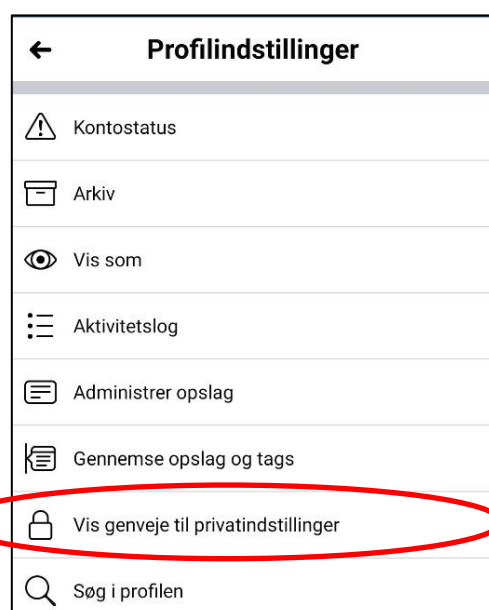 Profilindstillinger
Kontostatus
Arkiv
Vis som
Aktivitetslog
Administrer opslag
Gennemse opslag og tags
Vis genveje til privatindstillinger
Søg i profilen